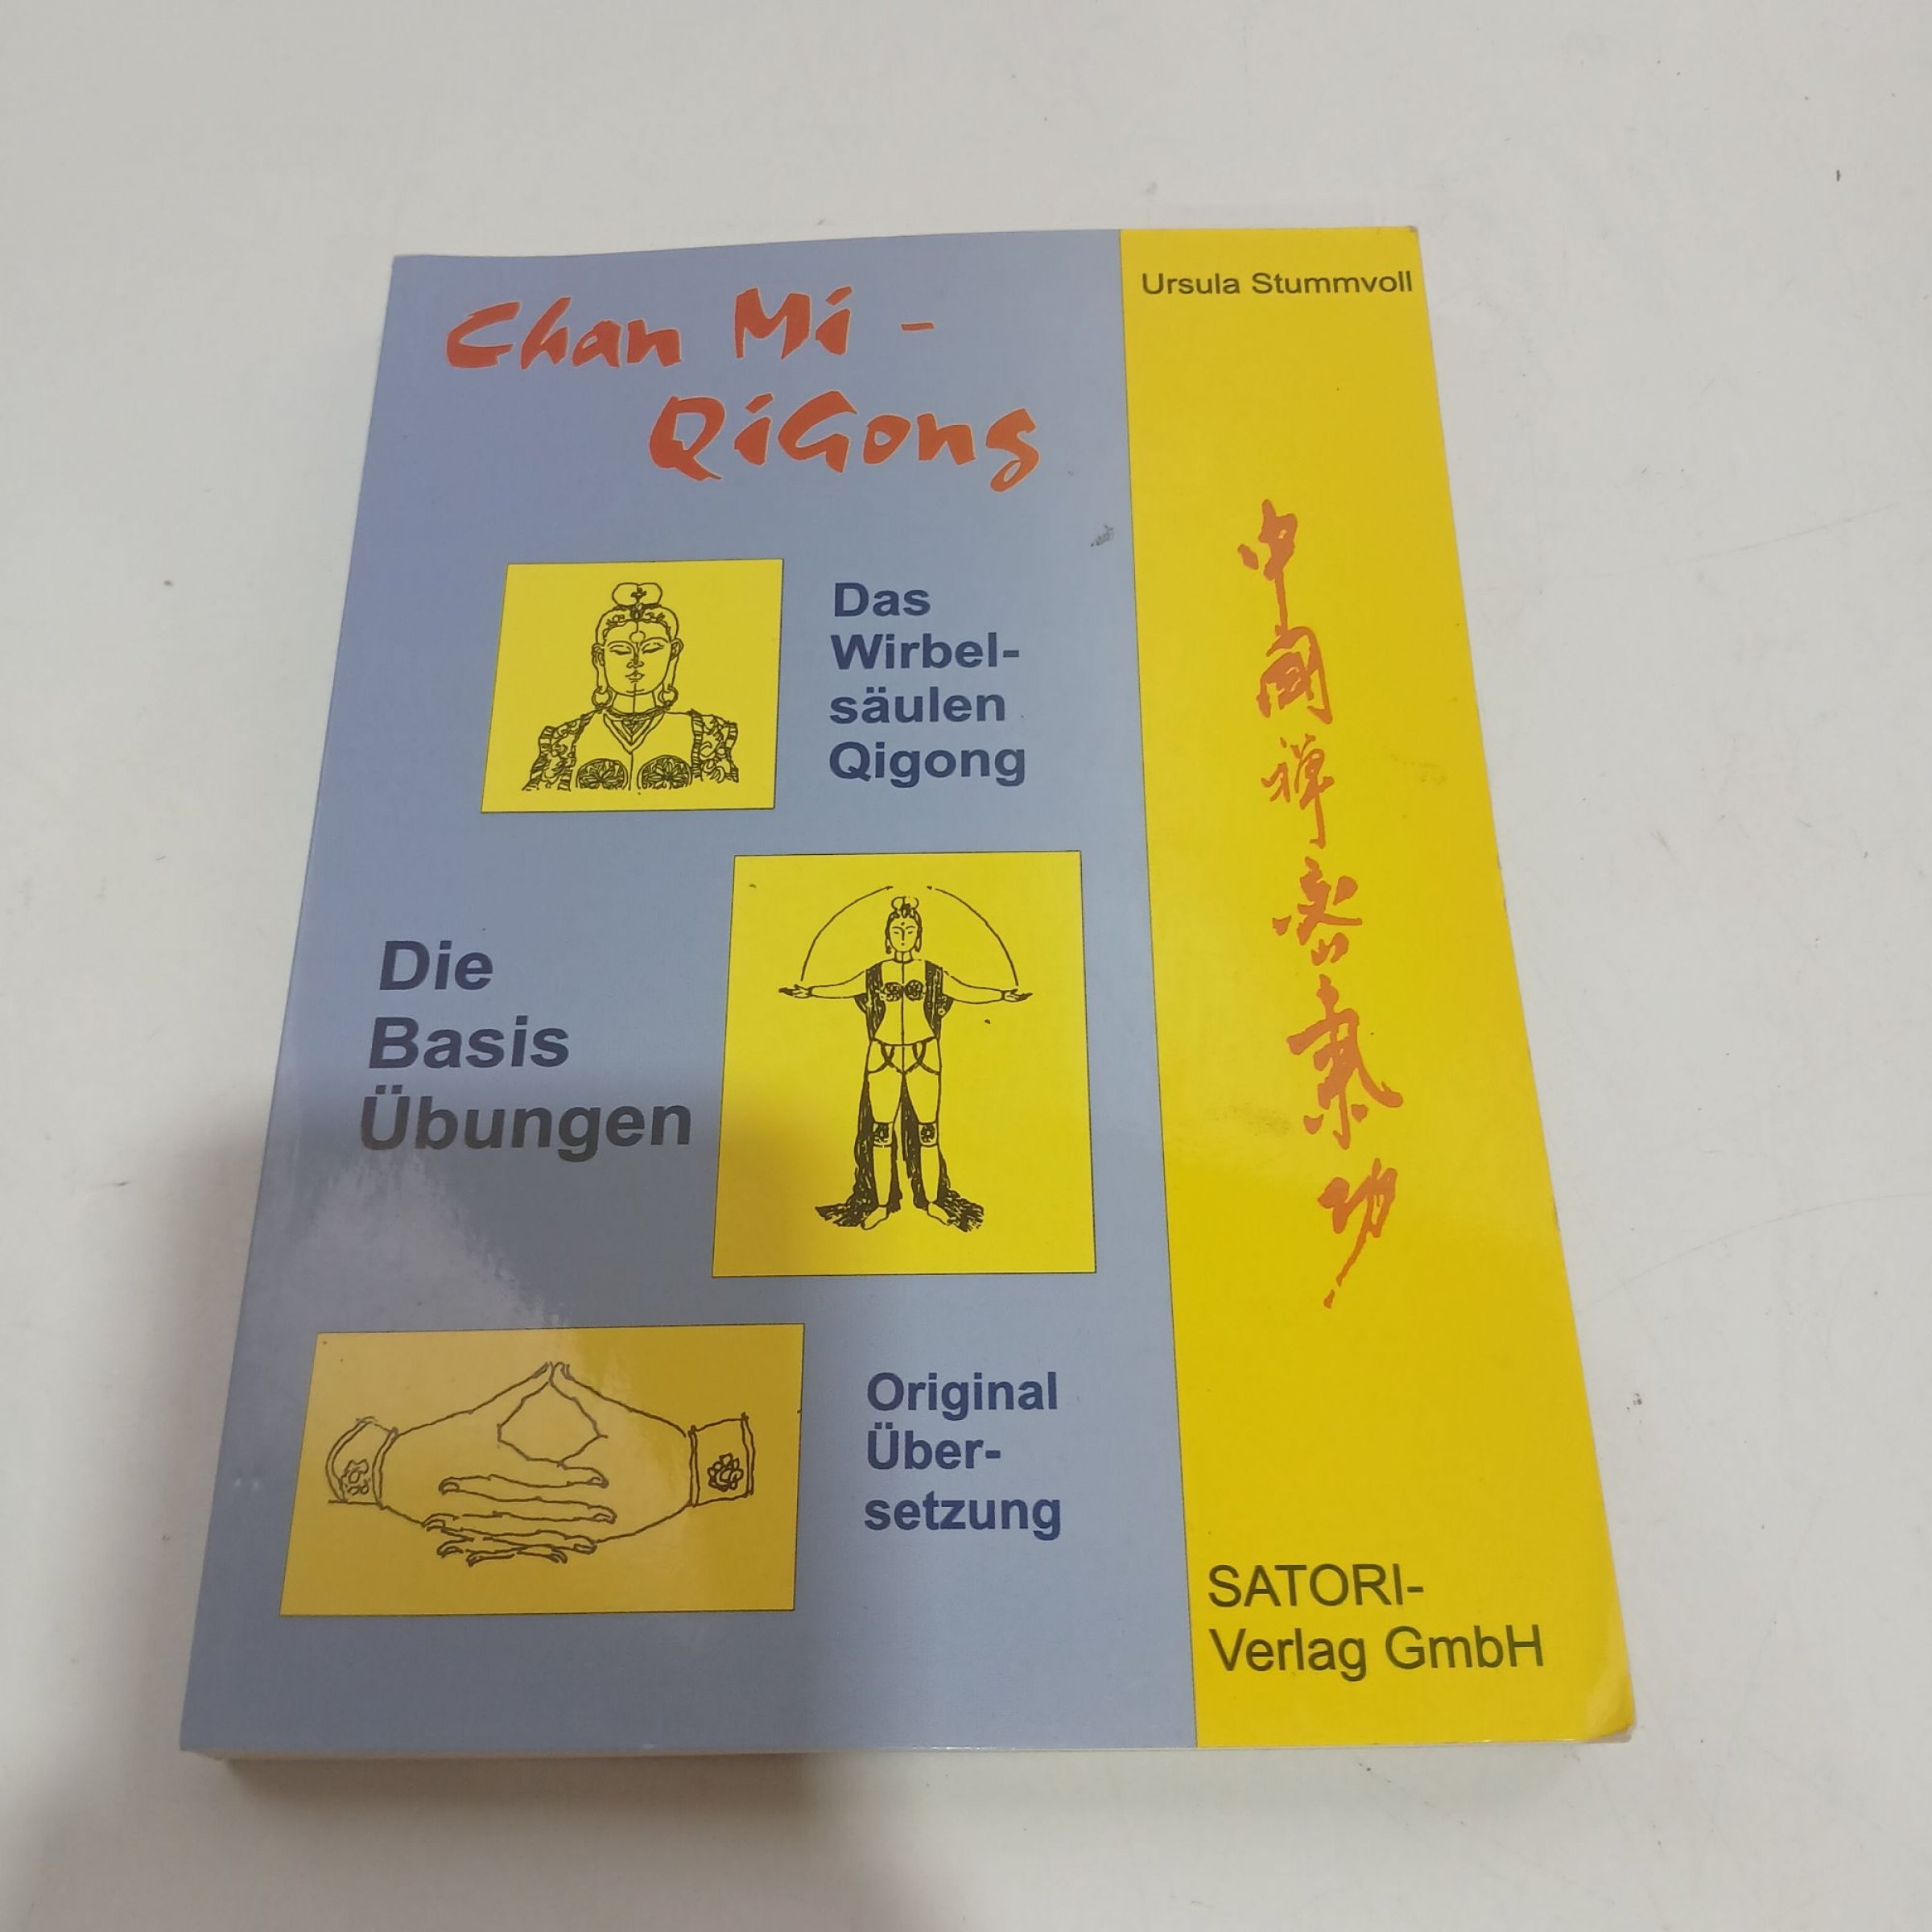 Chan Mi -
QiGong
Ursula Stummvoll
Das
Wirbel-
säulen
Qigong
Die
Basis
Übungen
Original
Über-
setzung
中國禅密氣功
SATORI-
Verlag GmbH